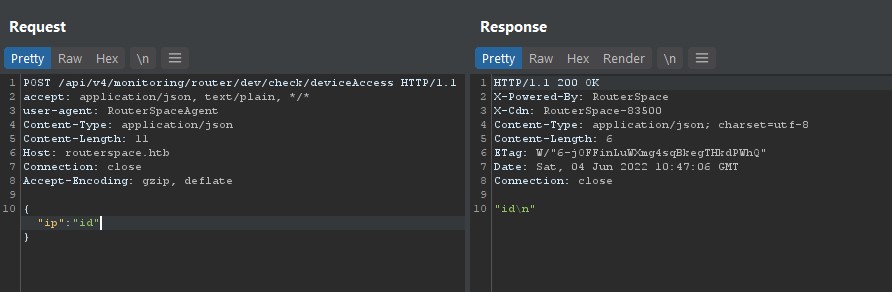 Request
Pretty Raw Hex \n
1 POST /api/v4/monitoring/router/dev/check/deviceAccess HTTP/1.1
2 accept: application/json, text/plain, */*
3 user-agent: RouterSpaceAgent
4 Content-Type: application/json
5 Content-Length: 11
6 Host: routerspace.htb
7 Connection: close
8 Accept-Encoding: gzip, deflate
9
10 {
"ip":"id"
}
Response
Pretty Raw Hex Render \n
1 HTTP/1.1 200 OK
2 X-Powered-By: RouterSpace
3 X-Cdn: RouterSpace-83500
4 Content-Type: application/json; charset=utf-8
5 Content-Length: 6
6 ETag: W/"6-jOFFinLuWXmg4sqBkegTHkdPWhQ"
7 Date: Sat, 04 Jun 2022 10:47:06 GMT
8 Connection: close
9
10 "id\n"